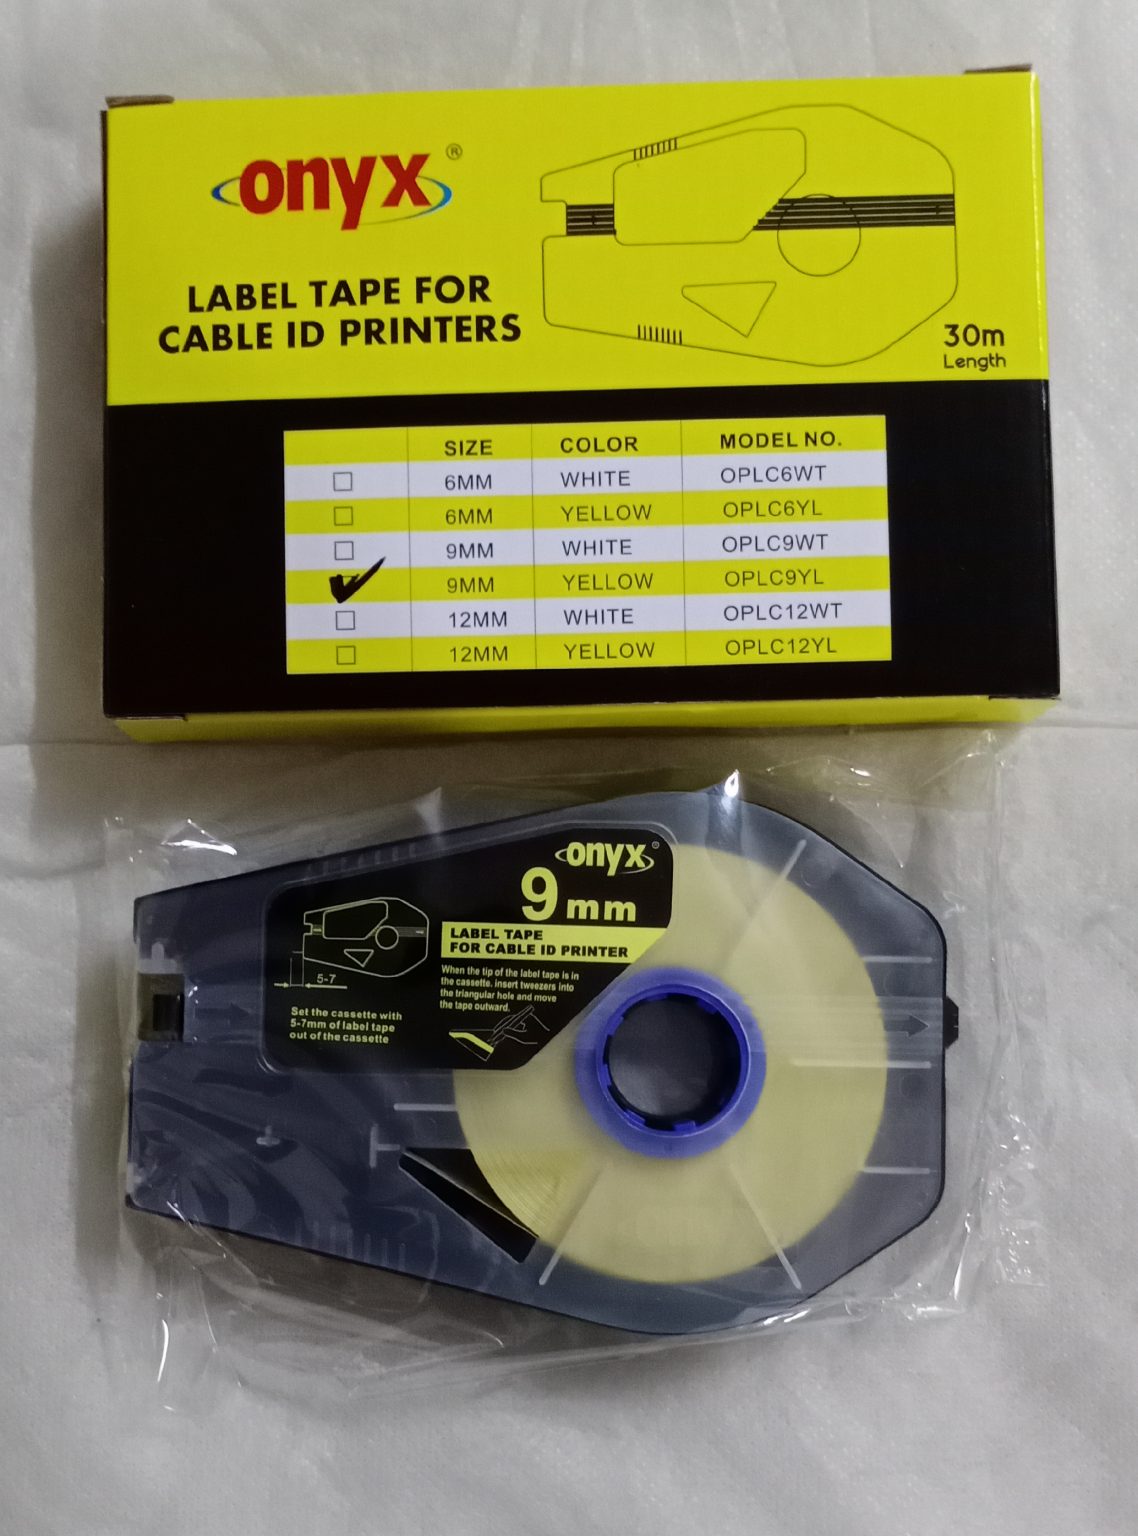 onyx®
LABEL TAPE FOR
CABLE ID PRINTERS
30m
Length
SIZE COLOR MODEL NO.
6MM WHITE OPLC6WT
6MM YELLOW OPLC6YL
9MM WHITE OPLC9WT
9MM YELLOW OPLC9YL
12MM WHITE OPLC12WT
12MM YELLOW OPLC12YL
onyx®
9mm
LABEL TAPE
FOR CABLE ID PRINTER
When the tip of the label tape is in
the cassette. insert tweezers into
the triangular hole and move
the tape outward.
5-7
Set the cassette with
5-7mm of label tape
out of the cassette